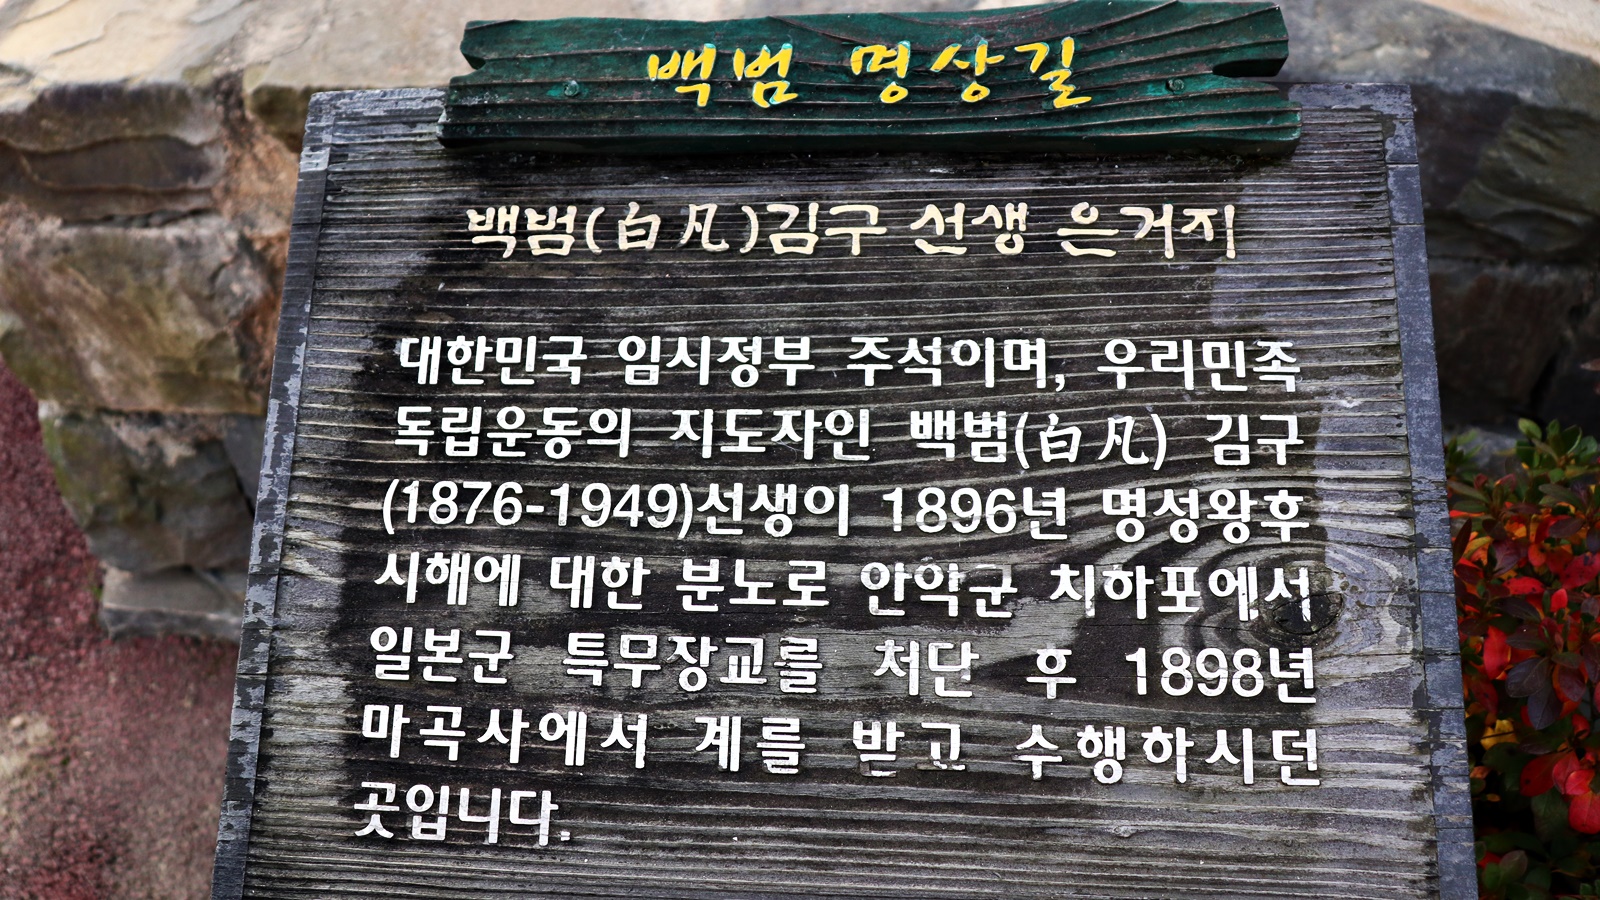 백범 명상길
백범(白凡)김구 선생 은거지
대한민국 임시정부 주석이며, 우리민족
독립운동의 지도자인 백범(白凡) 김구
(1876-1949)선생이 1896년 명성왕후
시해에 대한 분노로 안악군 치하포에서
일본군 특무장교를 처단 후 1898년
마곡사에서 계를 받고 수행하시던
곳입니다.